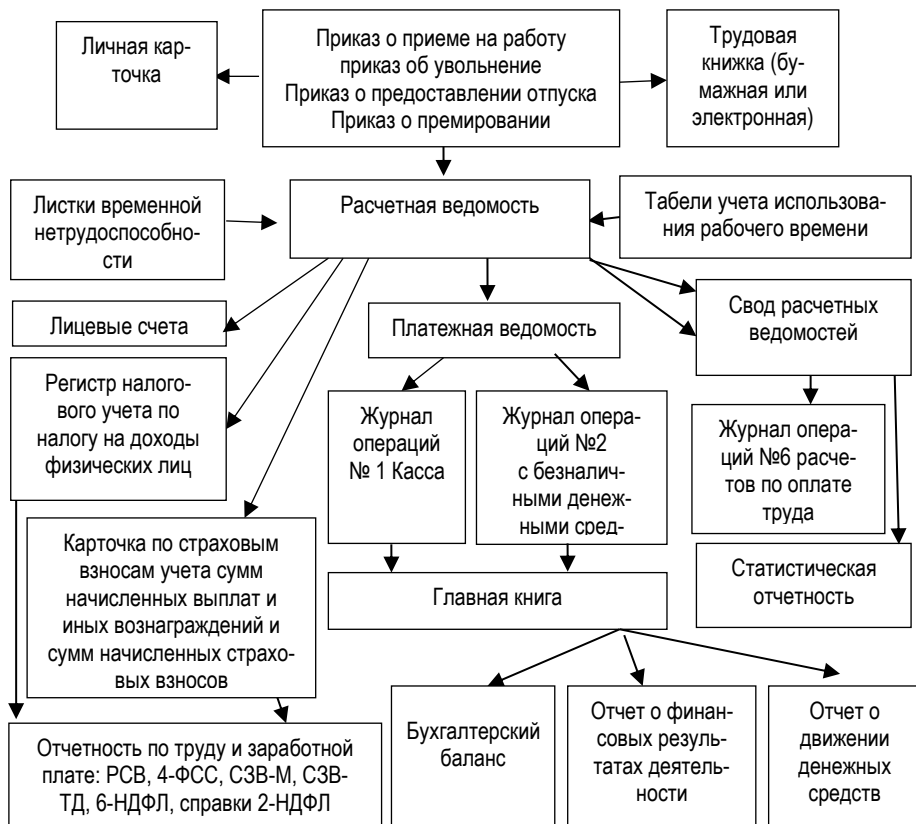 Личная кар-
точка
Приказ о приеме на работу
приказ об увольнение
Приказ о предоставлении отпуска
Приказ о премировании
Трудовая
книжка (бу-
мажная или
электронная)
Листки временной
нетрудоспособно-
сти
Расчетная ведомость
Табели учета использова-
ния рабочего времени
Лицевые счета
Платежная ведомость
Свод расчетных
ведомостей
Регистр налого-
вого учета по
налогу на доходы
физических лиц
Журнал
операций
№ 1 Касса
Журнал опера-
ций №2
с безналич-
ными денеж-
ными сред-
Журнал опера-
ций №6 расче-
тов по оплате
труда
Карточка по страховым
взносам учета сумм
начисленных выплат и
иных вознаграждений и
сумм начисленных страхо-
вых взносов
Главная книга
Статистическая
отчетность
Отчетность по труду и заработной
плате: РСВ, 4-ФСС, СЗВ-М, СЗВ-
ТД, 6-НДФЛ, справки 2-НДФЛ
Бухгалтерский
баланс
Отчет о финан-
совых резуль-
татах деятель-
ности
Отчет о
движении
денежных
средств